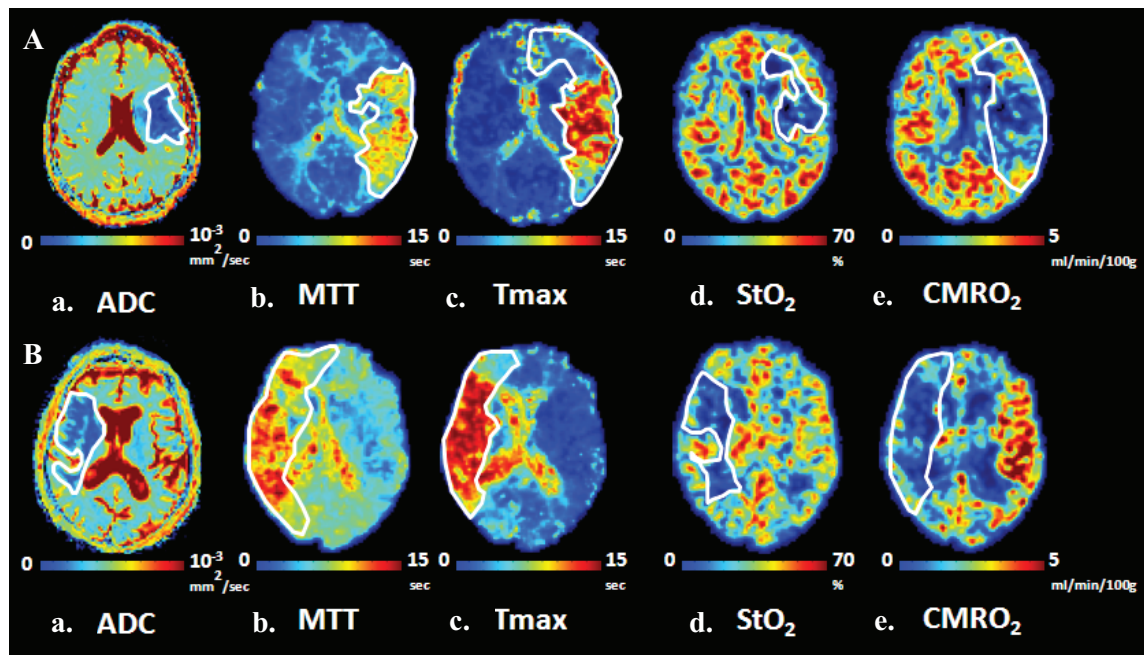 A
0 10⁻³ mm²/sec
0 15 sec
0 15 sec
0 70 %
0 5 ml/min/100g
a. ADC
b. MTT
c. Tmax
d. StO₂
e. CMRO₂
B
0 10⁻³ mm²/sec
0 15 sec
0 15 sec
0 70 %
0 5 ml/min/100g
a. ADC
b. MTT
c. Tmax
d. StO₂
e. CMRO₂